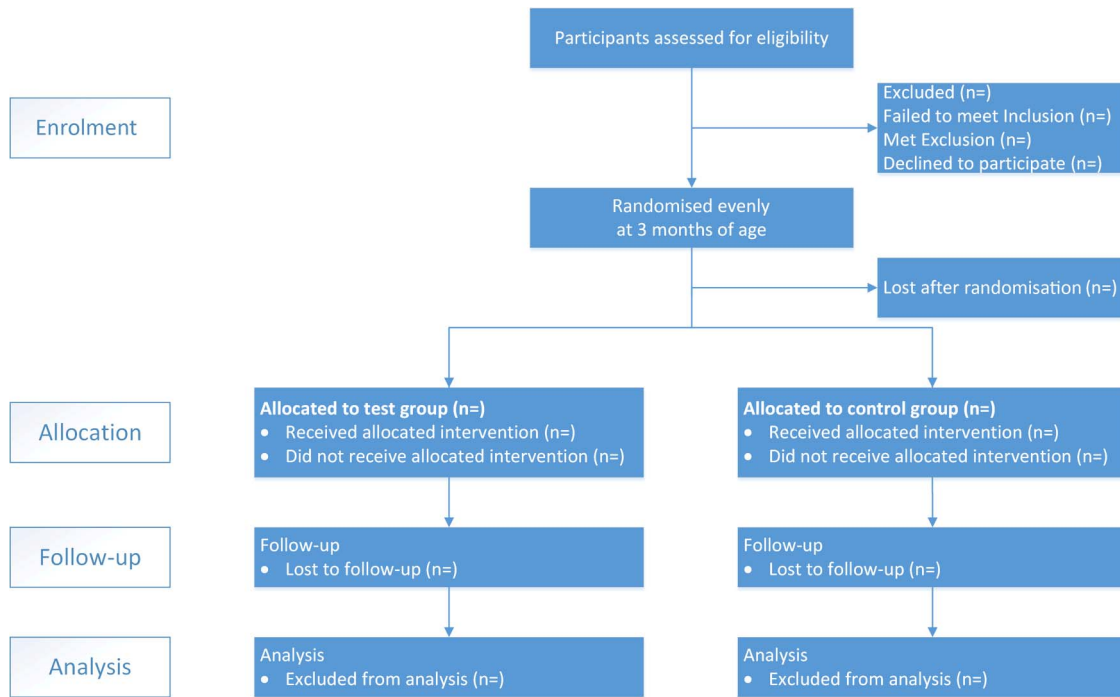 Participants assessed for eligibility
Enrolment
Excluded (n=)
Failed to meet Inclusion (n=)
Met Exclusion (n=)
Declined to participate (n=)
Randomised evenly
at 3 months of age
Lost after randomisation (n=)
Allocation
Allocated to test group (n=)
• Received allocated intervention (n=)
• Did not receive allocated intervention (n=)
Allocated to control group (n=)
• Received allocated intervention (n=)
• Did not receive allocated intervention (n=)
Follow-up
Follow-up
• Lost to follow-up (n=)
Follow-up
• Lost to follow-up (n=)
Analysis
Analysis
• Excluded from analysis (n=)
Analysis
• Excluded from analysis (n=)